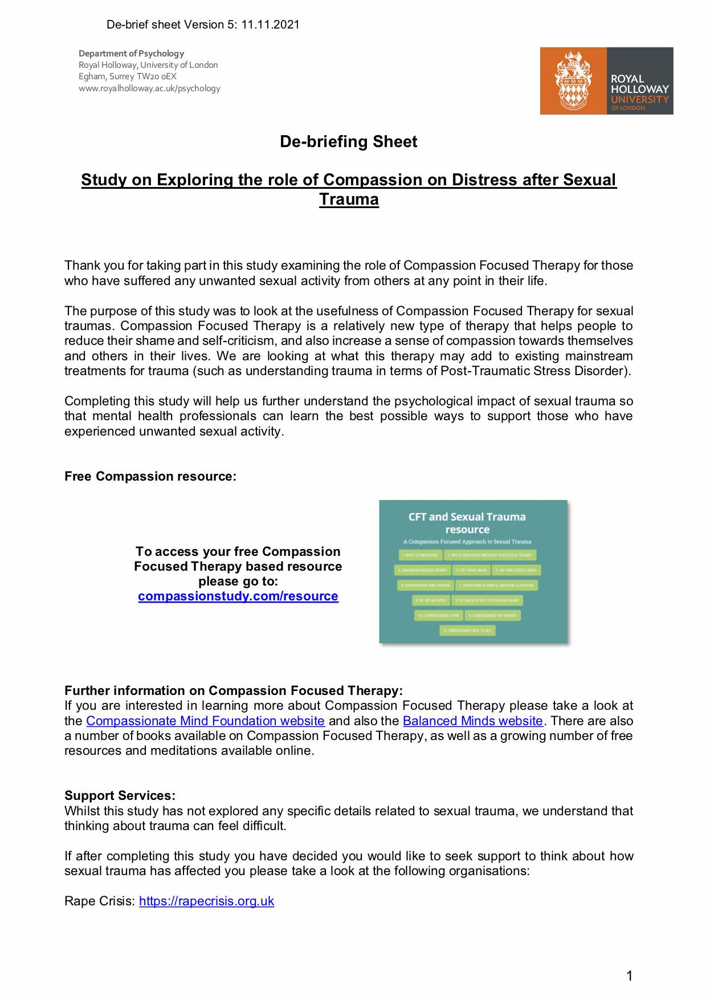 De-brief sheet Version 5: 11.11.2021
Department of Psychology
Royal Holloway, University of London
Egham, Surrey TW20 0EX
www.royalholloway.ac.uk/psychology
ROYAL
HOLLOWAY
UNIVERSITY
OF LONDON
De-briefing Sheet
Study on Exploring the role of Compassion on Distress after Sexual
Trauma
Thank you for taking part in this study examining the role of Compassion Focused Therapy for those
who have suffered any unwanted sexual activity from others at any point in their life.
The purpose of this study was to look at the usefulness of Compassion Focused Therapy for sexual
traumas. Compassion Focused Therapy is a relatively new type of therapy that helps people to
reduce their shame and self-criticism, and also increase a sense of compassion towards themselves
and others in their lives. We are looking at what this therapy may add to existing mainstream
treatments for trauma (such as understanding trauma in terms of Post-Traumatic Stress Disorder).
Completing this study will help us further understand the psychological impact of sexual trauma so
that mental health professionals can learn the best possible ways to support those who have
experienced unwanted sexual activity.
Free Compassion resource:
To access your free Compassion
Focused Therapy based resource
please go to:
compassionstudy.com/resource
CFT and Sexual Trauma
resource
A Compassion Focused Approach to Sexual Trauma
1. WHAT IS COMPASSION? 2. WHY IS COMPASSION IMPORTANT AFTER SEXUAL TRAUMA?
3. COMPASSION FOCUSED THERAPY 4. THE 'TRICKY' BRAIN 5. THE THREE CIRCLES MODEL
6. COMPASSIONATE MIND TRAINING 7. COMPASSIONATE MINDFUL BREATHING & INTENTION
8. WE ARE MULTIPLES 9. LETTING GO OF SELF CRITICISM AND SHAME
10. A COMPASSIONATE OTHER 11. COMPASSIONATE SELF IMAGERY
12. COMPASSIONATE NOTE TO SELF
Further information on Compassion Focused Therapy:
If you are interested in learning more about Compassion Focused Therapy please take a look at
the Compassionate Mind Foundation website and also the Balanced Minds website. There are also
a number of books available on Compassion Focused Therapy, as well as a growing number of free
resources and meditations available online.
Support Services:
Whilst this study has not explored any specific details related to sexual trauma, we understand that
thinking about trauma can feel difficult.
If after completing this study you have decided you would like to seek support to think about how
sexual trauma has affected you please take a look at the following organisations:
Rape Crisis: https://rapecrisis.org.uk
1